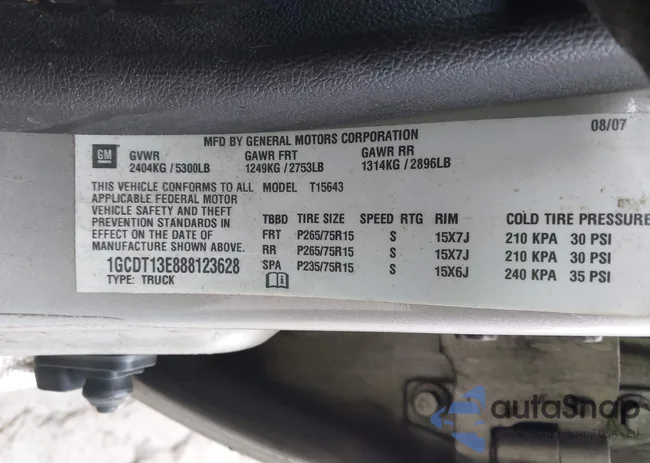 MFD BY GENERAL MOTORS CORPORATION
08/07
GM
GVWR GAWR FRT GAWR RR
2404KG / 5300LB 1249KG / 2753LB 1314KG / 2896LB
THIS VEHICLE CONFORMS TO ALL MODEL T15643
APPLICABLE FEDERAL MOTOR
VEHICLE SAFETY AND THEFT
PREVENTION STANDARDS IN
EFFECT ON THE DATE OF
MANUFACTURE SHOWN ABOVE.
1GCDT13E888123628
TYPE: TRUCK
TBBD TIRE SIZE SPEED RTG RIM COLD TIRE PRESSURE
FRT P265/75R15 S 15X7J 210 KPA 30 PSI
RR P265/75R15 S 15X7J 210 KPA 30 PSI
SPA P235/75R15 S 15X6J 240 KPA 35 PSI
autaSnap